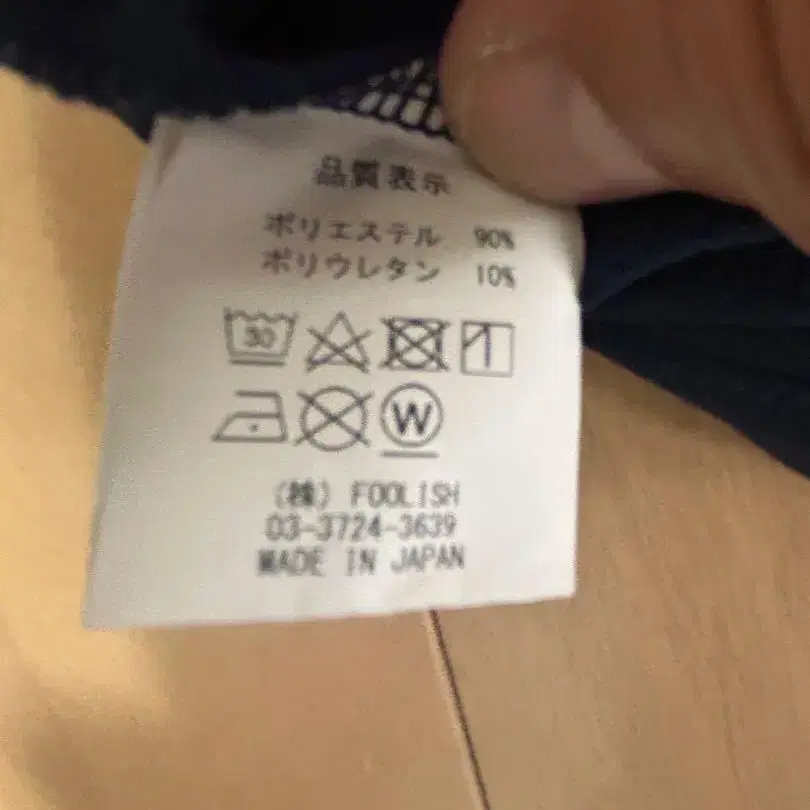 品質表示
ポリエステル 90%
ポリウレタン 10%
30
W
(株) FOOLISH
03-3724-3639
MADE IN JAPAN